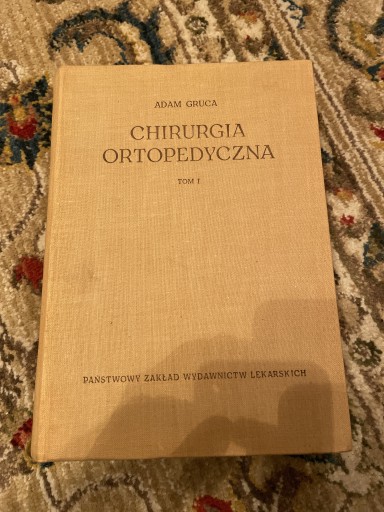 ADAM GRUCA
CHIRURGIA
ORTOPEDYCZNA
TOM I
PAŃSTWOWY ZAKŁAD WYDAWNICTW LEKARSKICH